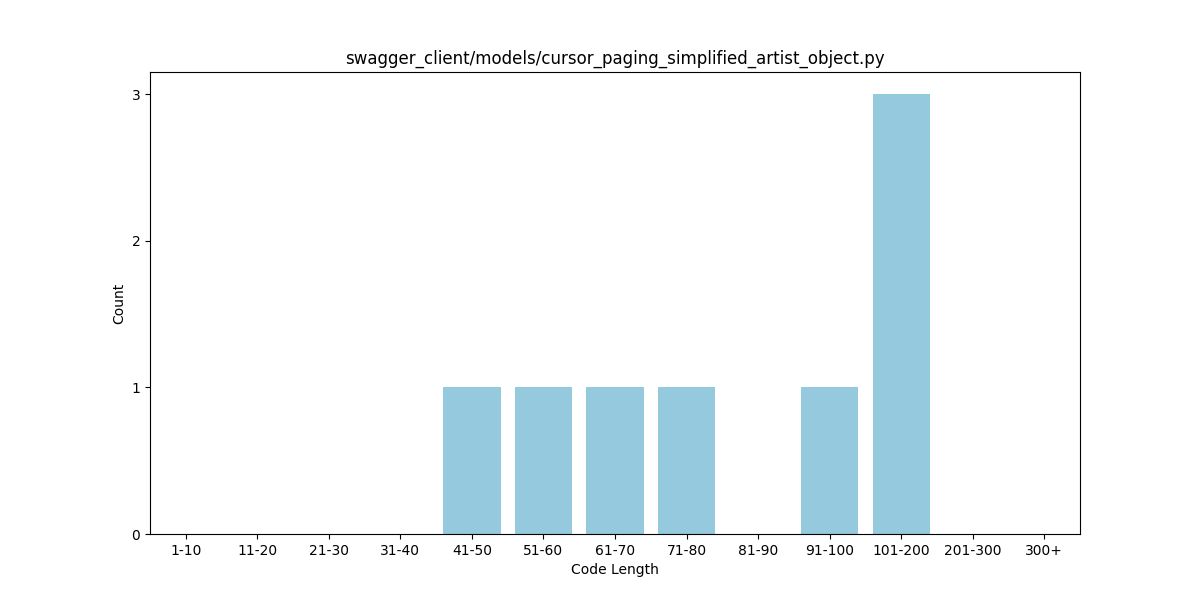 swagger_client/models/cursor_paging_simplified_artist_object.py
3
2
1
0
Count
1-10 11-20 21-30 31-40 41-50 51-60 61-70 71-80 81-90 91-100 101-200 201-300 300+
Code Length